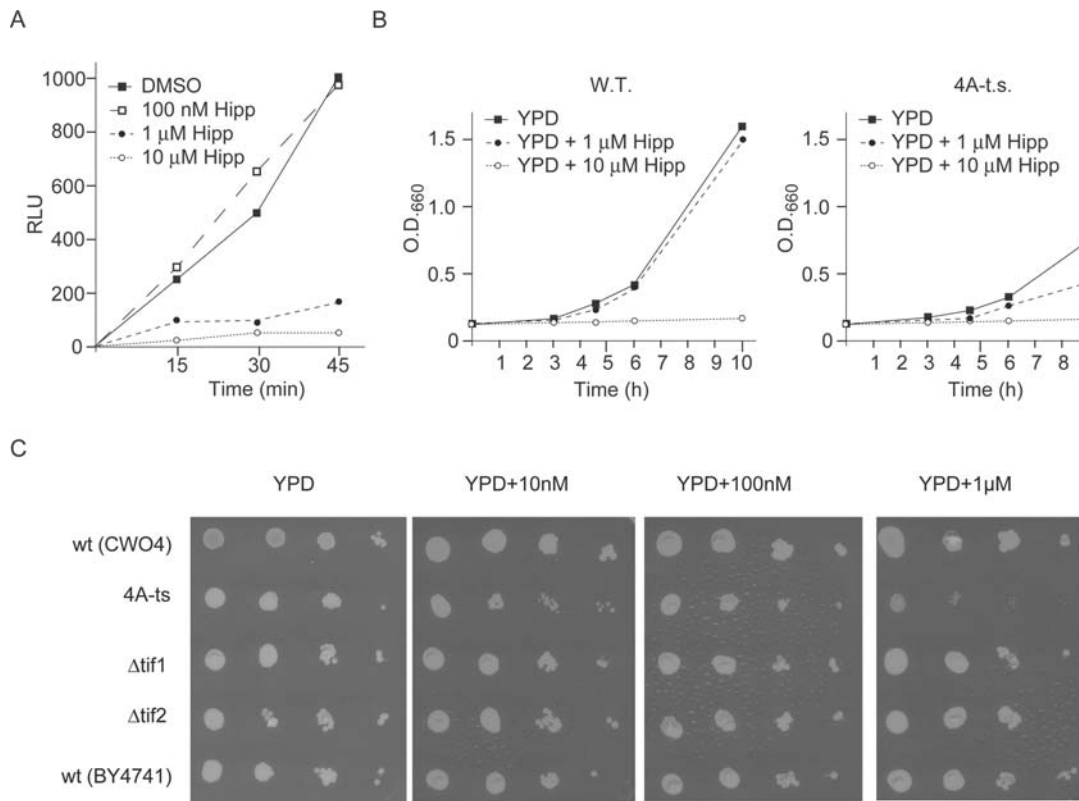 A
RLU
1000
800
600
400
200
0
15
30
45
Time (min)
DMSO
100 nM Hipp
1 μM Hipp
10 μM Hipp
B
W.T.
YPD
YPD + 1 μM Hipp
YPD + 10 μM Hipp
O.D.660
1.5
1.0
0.5
0
1 2 3 4 5 6 7 8 9 10
Time (h)
4A-t.s.
YPD
YPD + 1 μM Hipp
YPD + 10 μM Hipp
O.D.660
1.5
1.0
0.5
0
1 2 3 4 5 6 7 8
Time (h)
C
YPD YPD+10nM YPD+100nM YPD+1μM
wt (CWO4)
4A-ts
Δtif1
Δtif2
wt (BY4741)